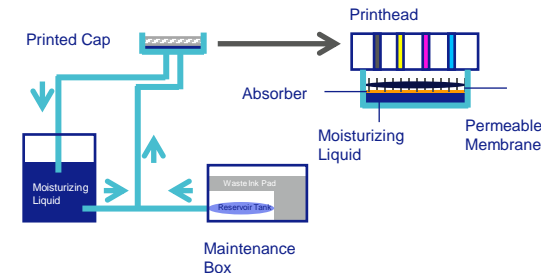 Printhead
Printed Cap
Absorber
Moisturizing
Liquid
Permeable
Membrane
Moisturizing
Liquid
Waste Ink Pad
Reservoir Tank
Maintenance
Box